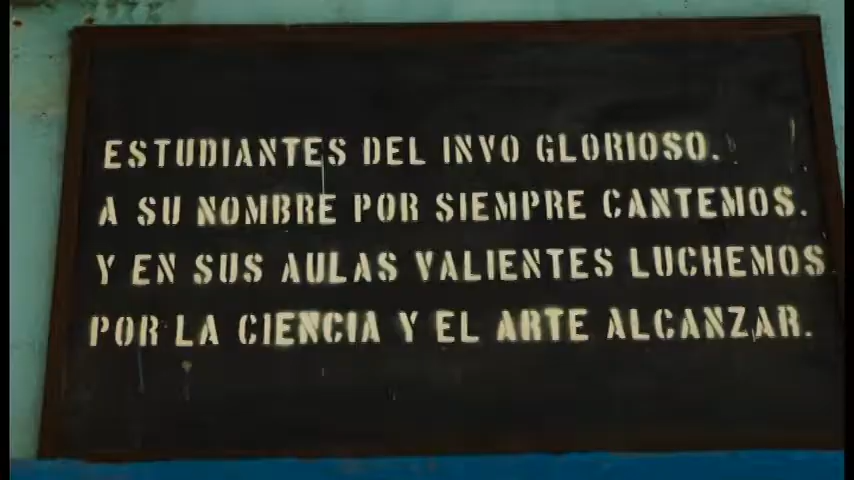 ESTUDIANTES DEL INVO GLORIOSO.
A SU NOMBRE POR SIEMPRE CANTEMOS.
Y EN SUS AULAS VALIENTES LUCHEMOS
POR LA CIENCIA Y EL ARTE ALCANZAR.